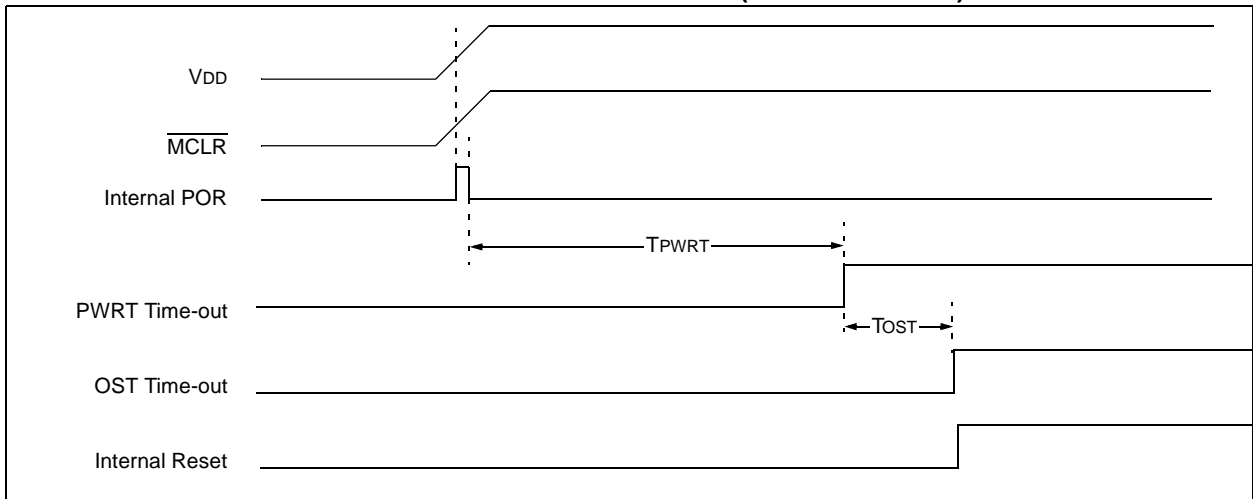 VDD
MCLR
Internal POR
TPWRT
PWRT Time-out
TOST
OST Time-out
Internal Reset